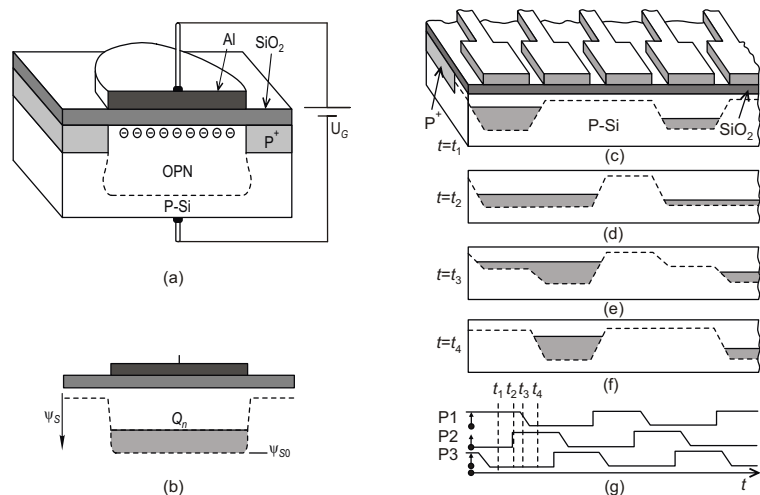 (a)
Al
SiO₂
U_G
P⁺
OPN
P-Si
(a)
ψ_S
Q_n
ψ_S0
(b)
P⁺
P-Si
SiO₂
t=t₁
(c)
t=t₂
(d)
t=t₃
(e)
t=t₄
(f)
t₁ t₂ t₃ t₄
P1
P2
P3
t
(g)